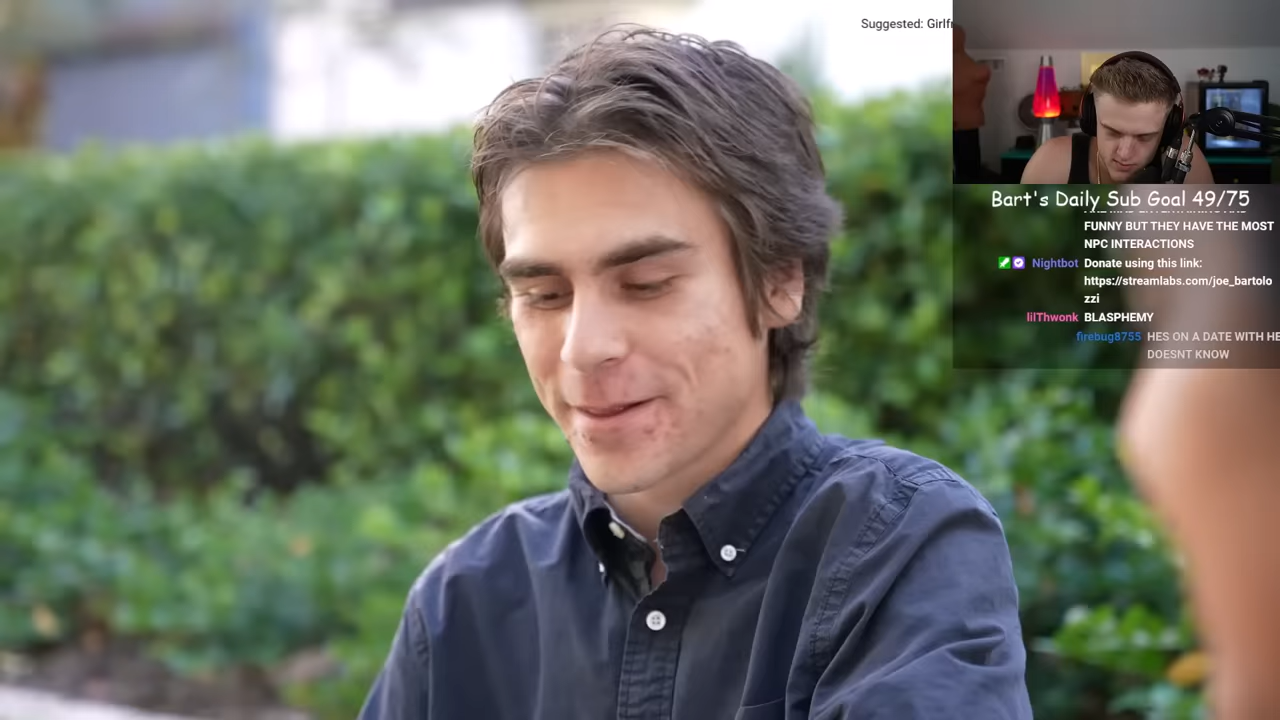 Suggested: Girlf
Bart's Daily Sub Goal 49/75
FUNNY BUT THEY HAVE THE MOST
NPC INTERACTIONS
Nightbot Donate using this link:
https://streamlabs.com/joe_bartolo
zzi
lilThwonk BLASPHEMY
firebug8755 HES ON A DATE WITH HE
DOESNT KNOW